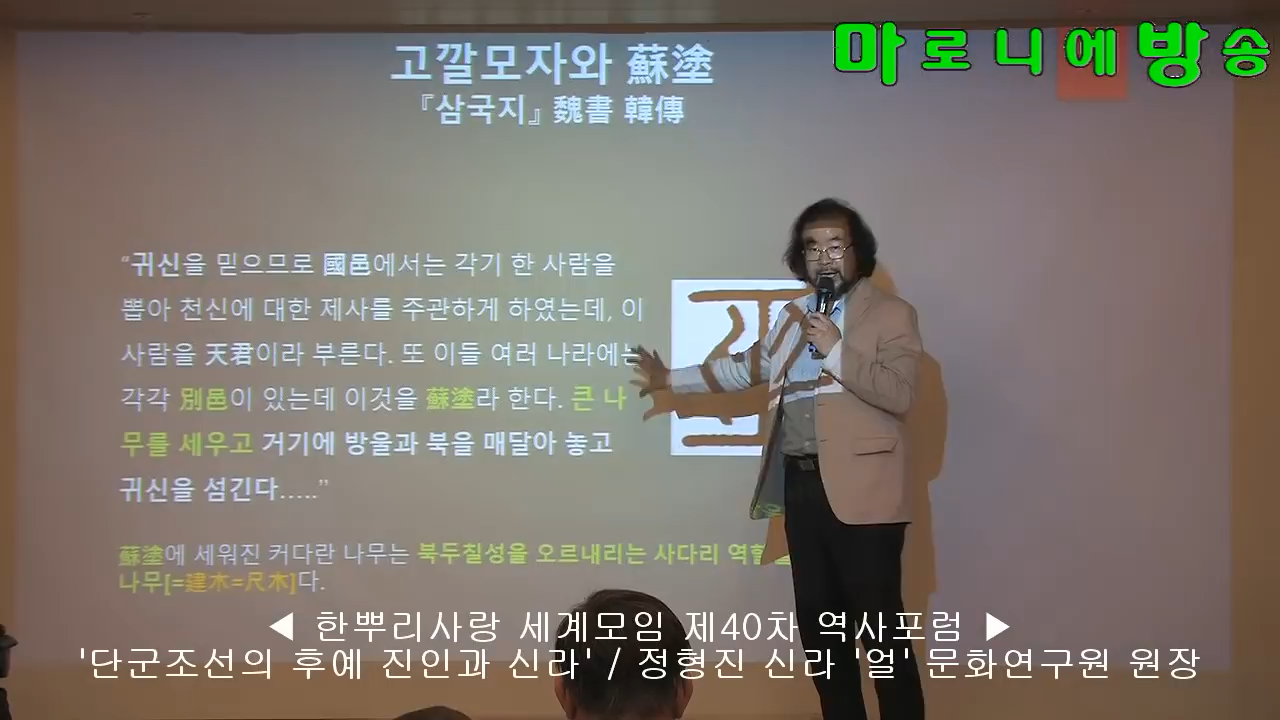 마로니에방송
고깔모자와 蘇塗
『삼국지』 魏書 韓傳
“귀신을 믿으므로 國邑에서는 각기 한 사람을
뽑아 천신에 대한 제사를 주관하게 하였는데, 이
사람을 天君이라 부른다. 또 이들 여러 나라에는
각각 別邑이 있는데 이것을 蘇塗라 한다. 큰 나
무를 세우고 거기에 방울과 북을 매달아 놓고
귀신을 섬긴다…..”
蘇塗에 세워진 커다란 나무는 북두칠성을 오르내리는 사다리
나무[=建木=尺木]다.
◀ 한뿌리사랑 세계모임 제40차 역사포럼 ▶
'단군조선의 후예 진인과 신라' / 정형진 신라 '얼' 문화연구원 원장